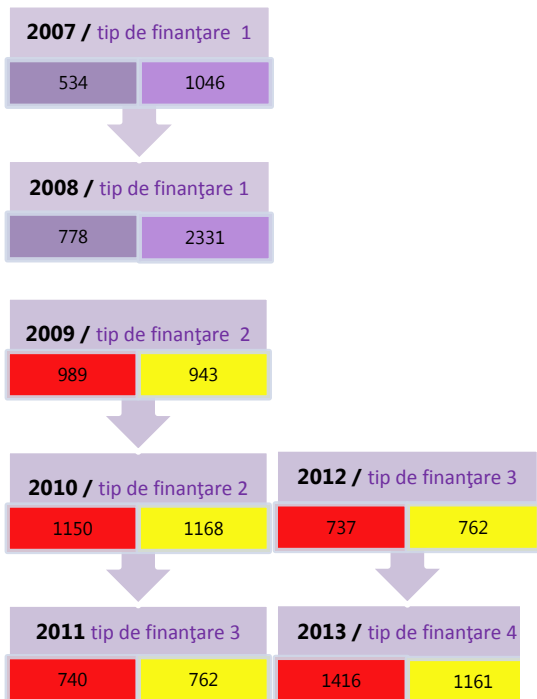 2007 / tip de finanţare 1
534 1046
2008 / tip de finanţare 1
778 2331
2009 / tip de finanţare 2
989 943
2010 / tip de finanţare 2
1150 1168
2011 tip de finanţare 3
740 762
2012 / tip de finanţare 3
737 762
2013 / tip de finanţare 4
1416 1161